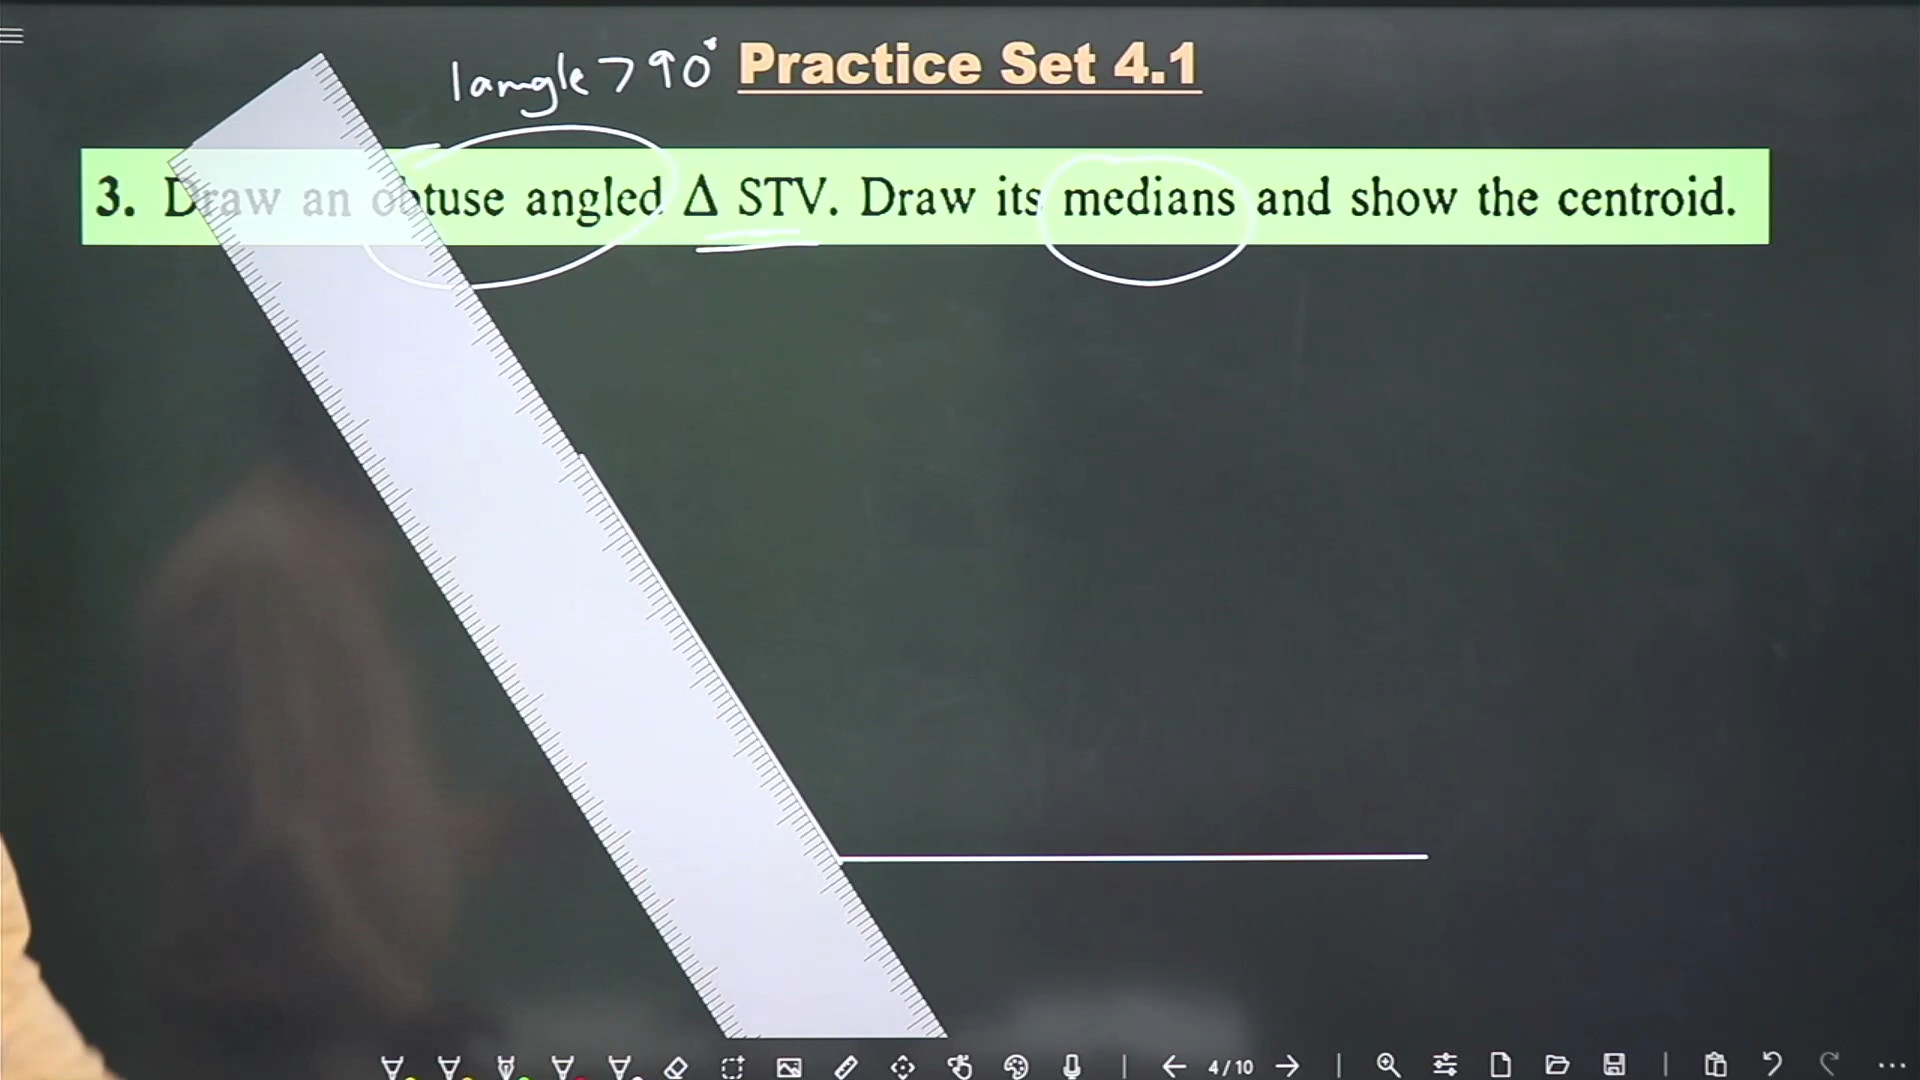 1 angle > 90°
Practice Set 4.1
3. Draw an obtuse angled Δ STV. Draw its medians and show the centroid.
4 / 10